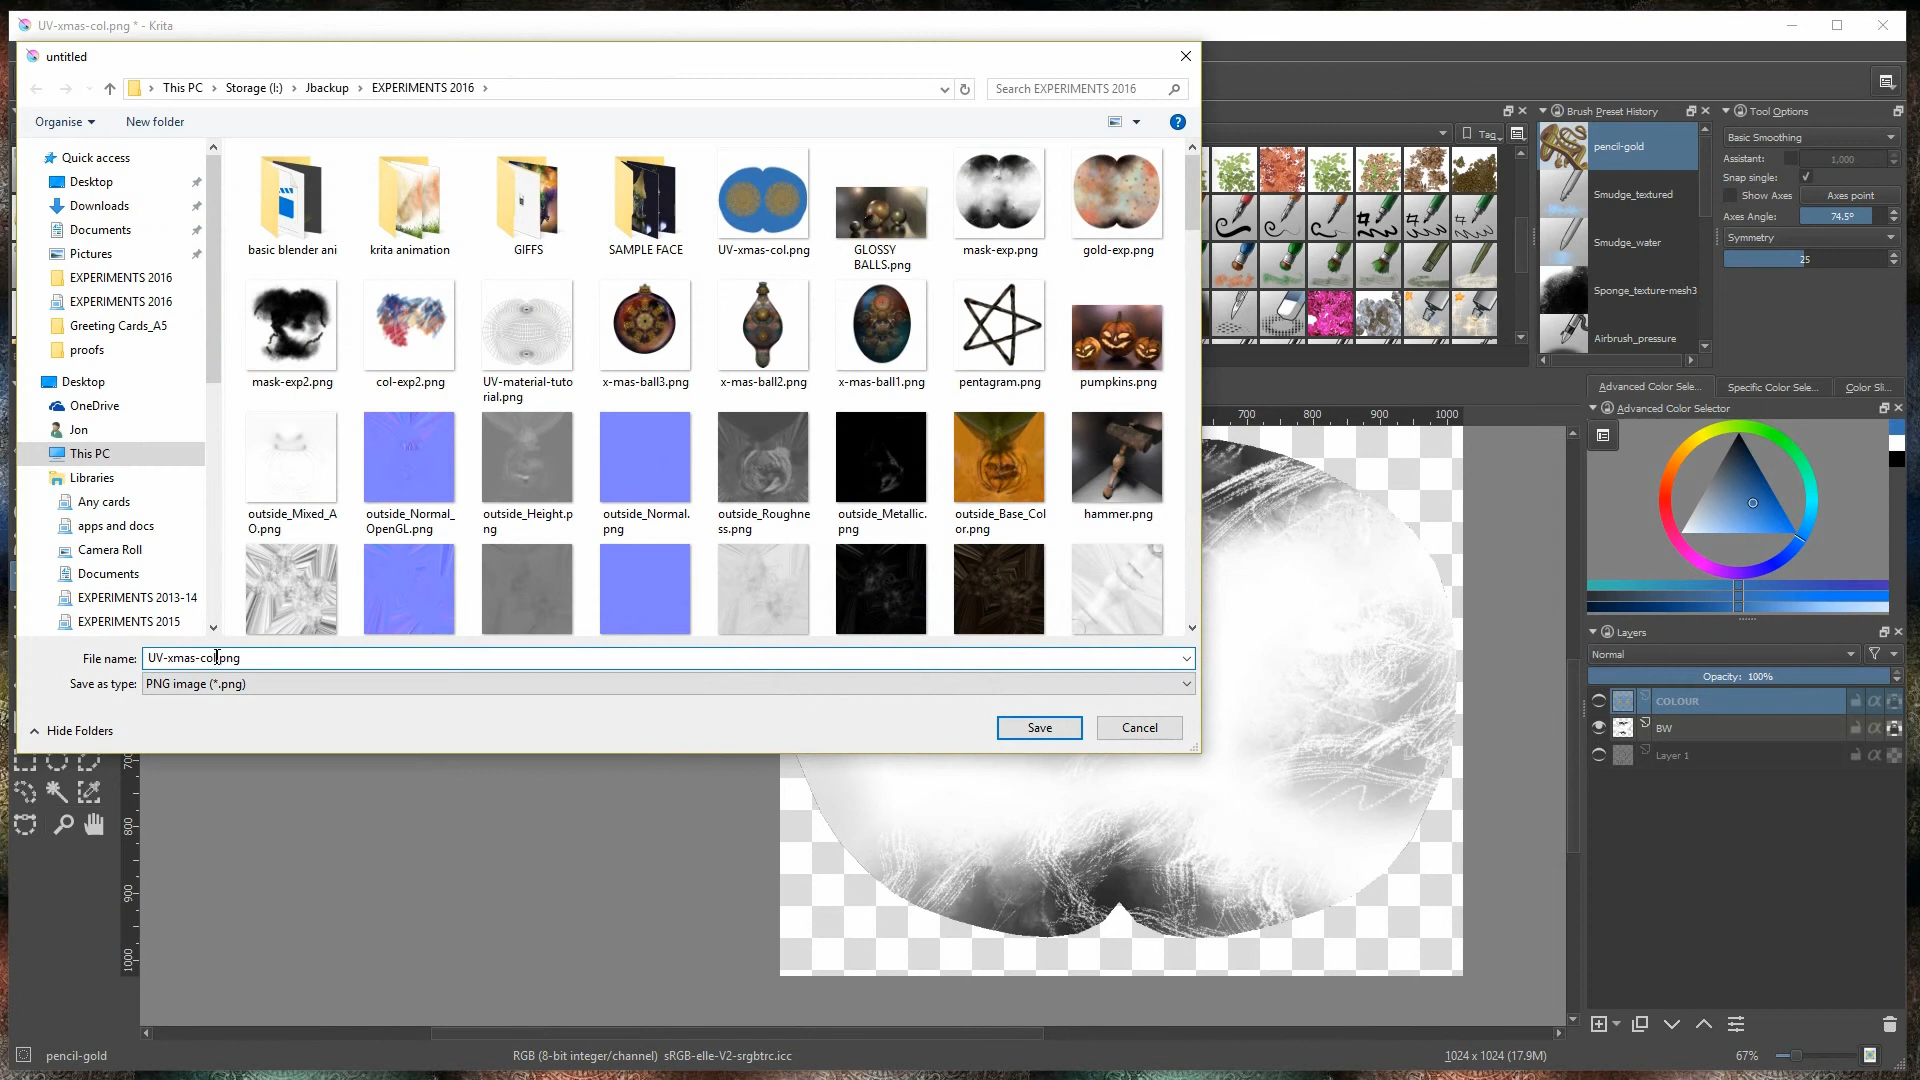 UV-xmas-col.png * - Krita
untitled
This PC
Storage (I:)
Jbackup
EXPERIMENTS 2016
Search EXPERIMENTS 2016
Organise
New folder
Quick access
Desktop
Downloads
Documents
Pictures
EXPERIMENTS 2016
EXPERIMENTS 2016
Greeting Cards_A5
proofs
Desktop
OneDrive
Jon
This PC
Libraries
Any cards
apps and docs
Camera Roll
Documents
EXPERIMENTS 2013-14
EXPERIMENTS 2015
basic blender ani
krita animation
GIFFS
SAMPLE FACE
UV-xmas-col.png
GLOSSY
BALLS.png
mask-exp.png
gold-exp.png
mask-exp2.png
col-exp2.png
UV-material-tuto
rial.png
x-mas-ball3.png
x-mas-ball2.png
x-mas-ball1.png
pentagram.png
pumpkins.png
outside_Mixed_A
O.png
outside_Normal_
OpenGL.png
outside_Height.p
ng
outside_Normal.
png
outside_Roughne
ss.png
outside_Metallic.
png
outside_Base_Col
or.png
hammer.png
File name:
UV-xmas-col.png
Save as type:
PNG image (*.png)
Hide Folders
Save
Cancel
Tag
Brush Preset History
pencil-gold
Smudge_textured
Smudge_water
Sponge_texture-mesh3
Airbrush_pressure
Tool Options
Basic Smoothing
Assistant:
1,000
Snap single:
Show Axes
Axes point
Axes Angle:
74.5º
Symmetry
25
Advanced Color Sele...
Specific Color Sele...
Color Sli...
Advanced Color Selector
700
800
900
1000
Layers
Normal
Opacity: 100%
COLOUR
BW
Layer 1
700
800
900
1000
pencil-gold
RGB (8-bit integer/channel) sRGB-elle-V2-srgbtrc.icc
1024 x 1024 (17.9M)
67%